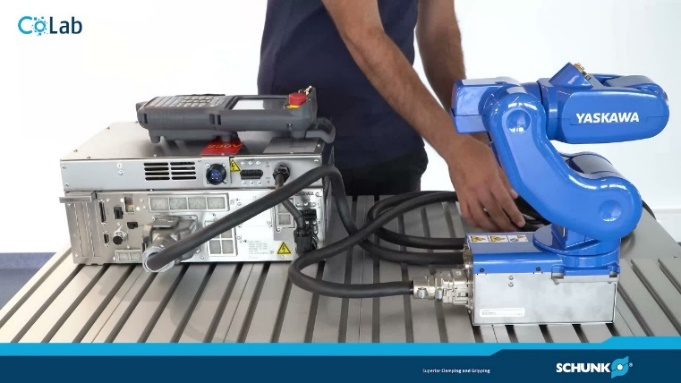 CoLab
YASKAWA
Superior Clamping and Gripping
SCHUNK